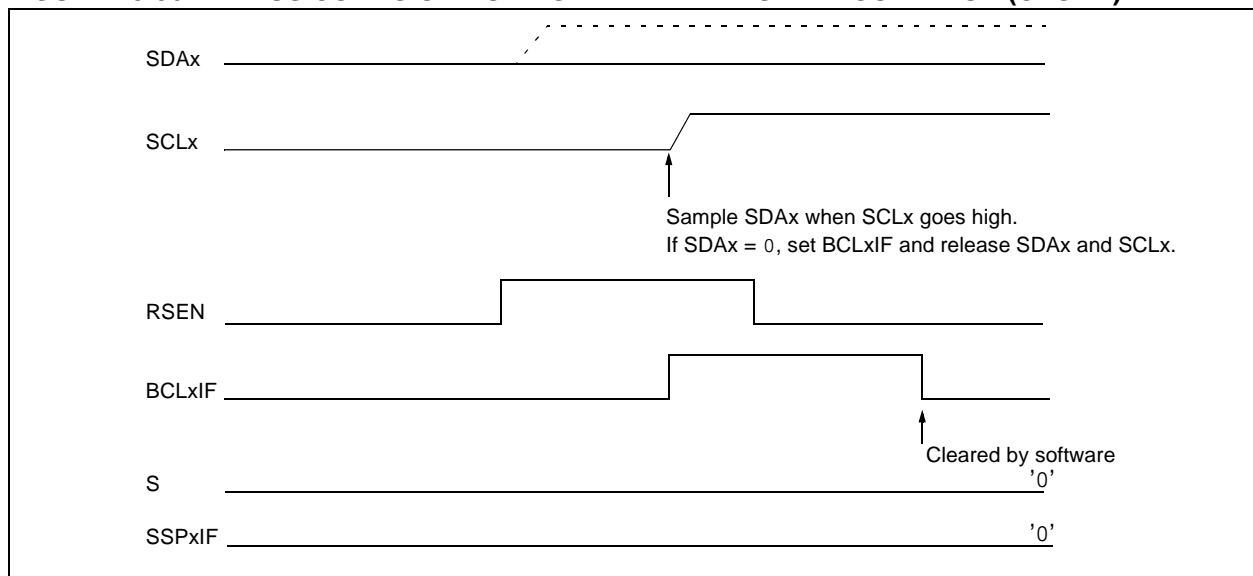 SDAx
SCLx
Sample SDAx when SCLx goes high.
If SDAx = 0, set BCLxIF and release SDAx and SCLx.
RSEN
BCLxIF
Cleared by software
S '0'
SSPxIF '0'